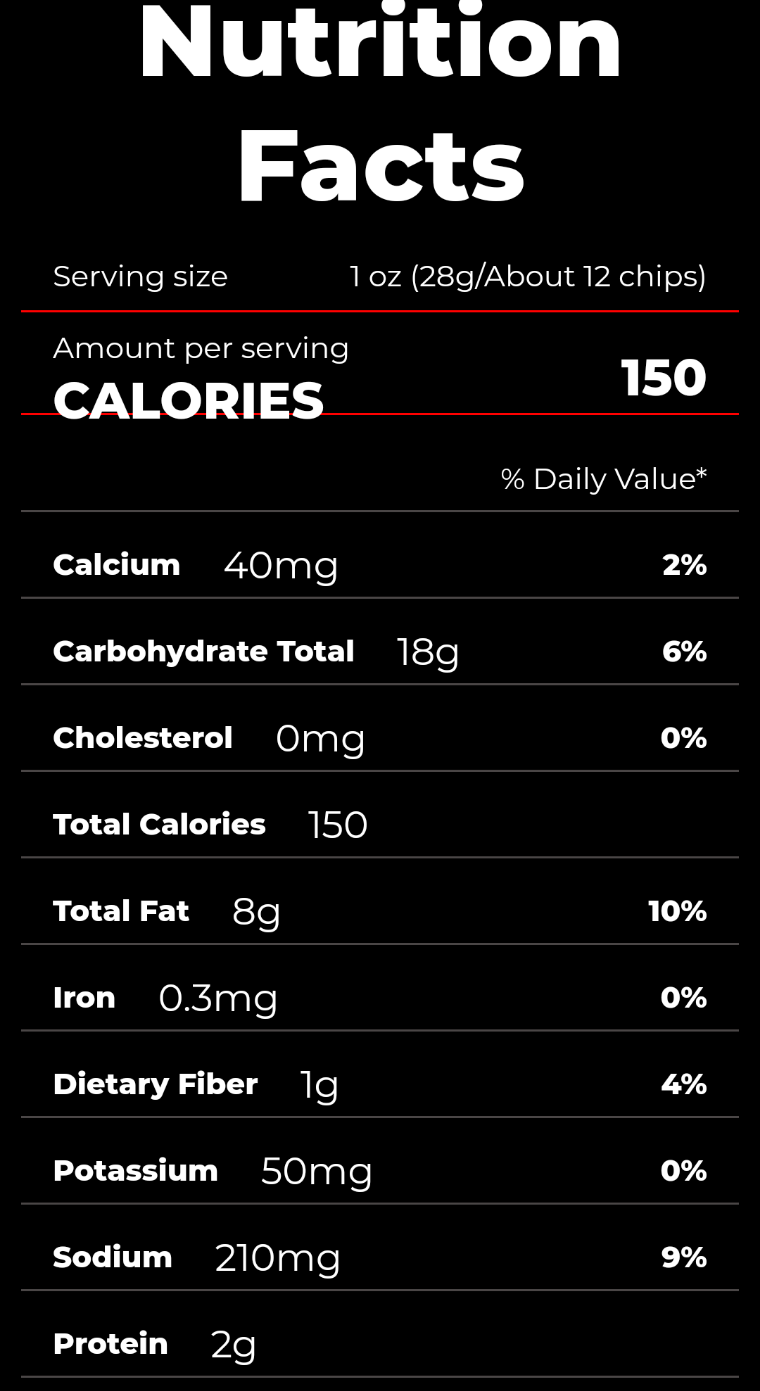 Nutrition
Facts
Serving size 1 oz (28g/About 12 chips)
Amount per serving
CALORIES 150
% Daily Value*
Calcium 40mg 2%
Carbohydrate Total 18g 6%
Cholesterol 0mg 0%
Total Calories 150
Total Fat 8g 10%
Iron 0.3mg 0%
Dietary Fiber 1g 4%
Potassium 50mg 0%
Sodium 210mg 9%
Protein 2g